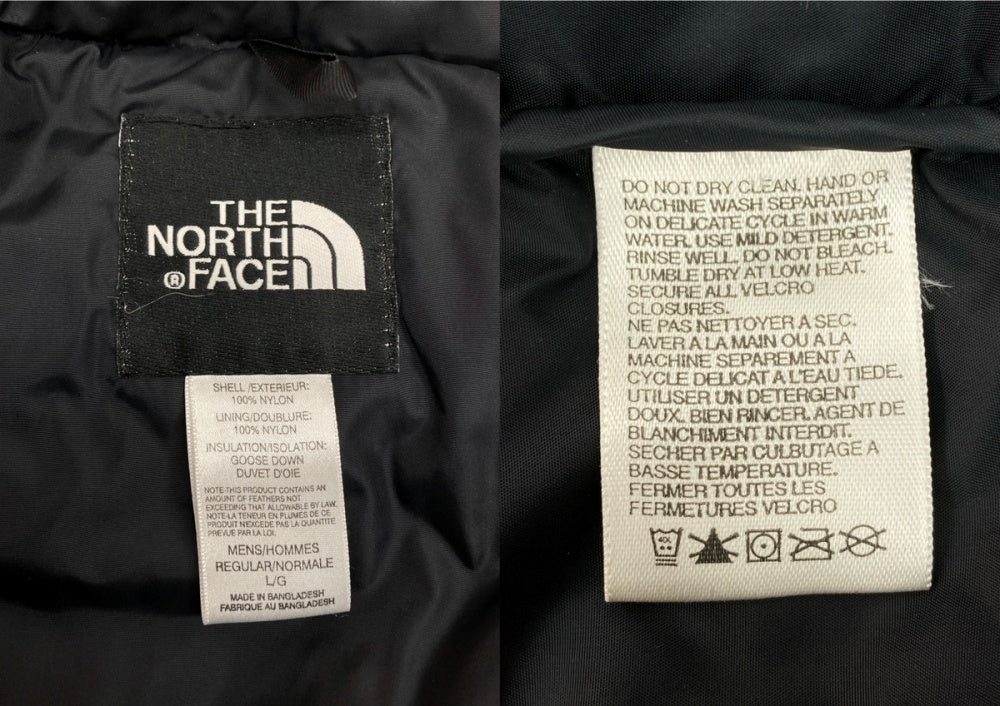 THE
NORTH
® FACE
SHELL/EXTERIEUR:
100% NYLON
LINING/DOUBLURE:
100% NYLON
INSULATION/ISOLATION:
GOOSE DOWN
DUVET D'OIE
NOTE-THIS PRODUCT CONTAINS AN
AMOUNT OF FEATHERS NOT
EXCEEDING THAT ALLOWABLE BY LAW.
NOTE-LA TENEUR EN PLUMES DE CE
PRODUIT N'EXCEDE PAS LA QUANTITE
PREVUE PAR LA LOI.
MENS/HOMMES
REGULAR/NORMALE
L/G
MADE IN BANGLADESH
FABRIQUE AU BANGLADESH
DO NOT DRY CLEAN. HAND OR
MACHINE WASH SEPARATELY
ON DELICATE CYCLE IN WARM
WATER. USE MILD DETERGENT.
RINSE WELL. DO NOT BLEACH.
TUMBLE DRY AT LOW HEAT.
SECURE ALL VELCRO
CLOSURES.
NE PAS NETTOYER A SEC.
LAVER A LA MAIN OU A LA
MACHINE SEPAREMENT A
CYCLE DELICAT A L'EAU TIEDE.
UTILISER UN DETERGENT
DOUX. BIEN RINCER. AGENT DE
BLANCHIMENT INTERDIT.
SECHER PAR CULBUTAGE A
BASSE TEMPERATURE.
FERMER TOUTES LES
FERMETURES VELCRO